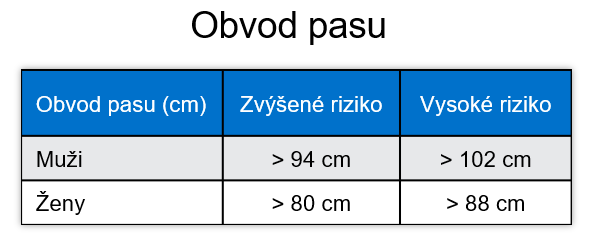 Obvod pasu
Obvod pasu (cm) Zvýšené riziko Vysoké riziko
Muži > 94 cm > 102 cm
Ženy > 80 cm > 88 cm